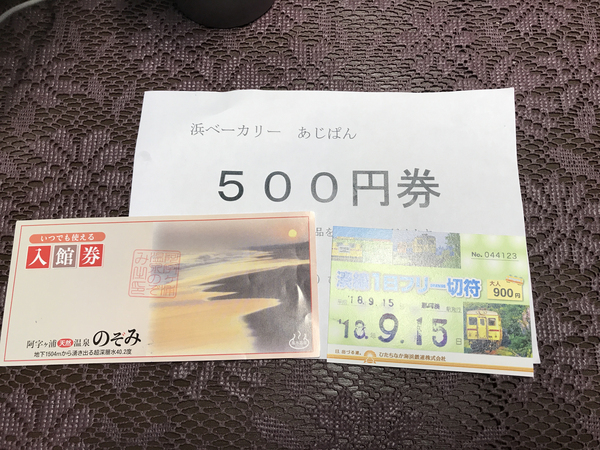 浜ベーカリー　あじぱん
５００円券
いつでも使える
入館券
阿字ヶ浦 天然 温泉 のぞみ
地下1504mから湧き出る超深層水40.2度
No. 044123
湊線1日フリー切符
大人
900円
18. 9. 15
'18. 9. 15
ひたちなか海浜鉄道株式会社